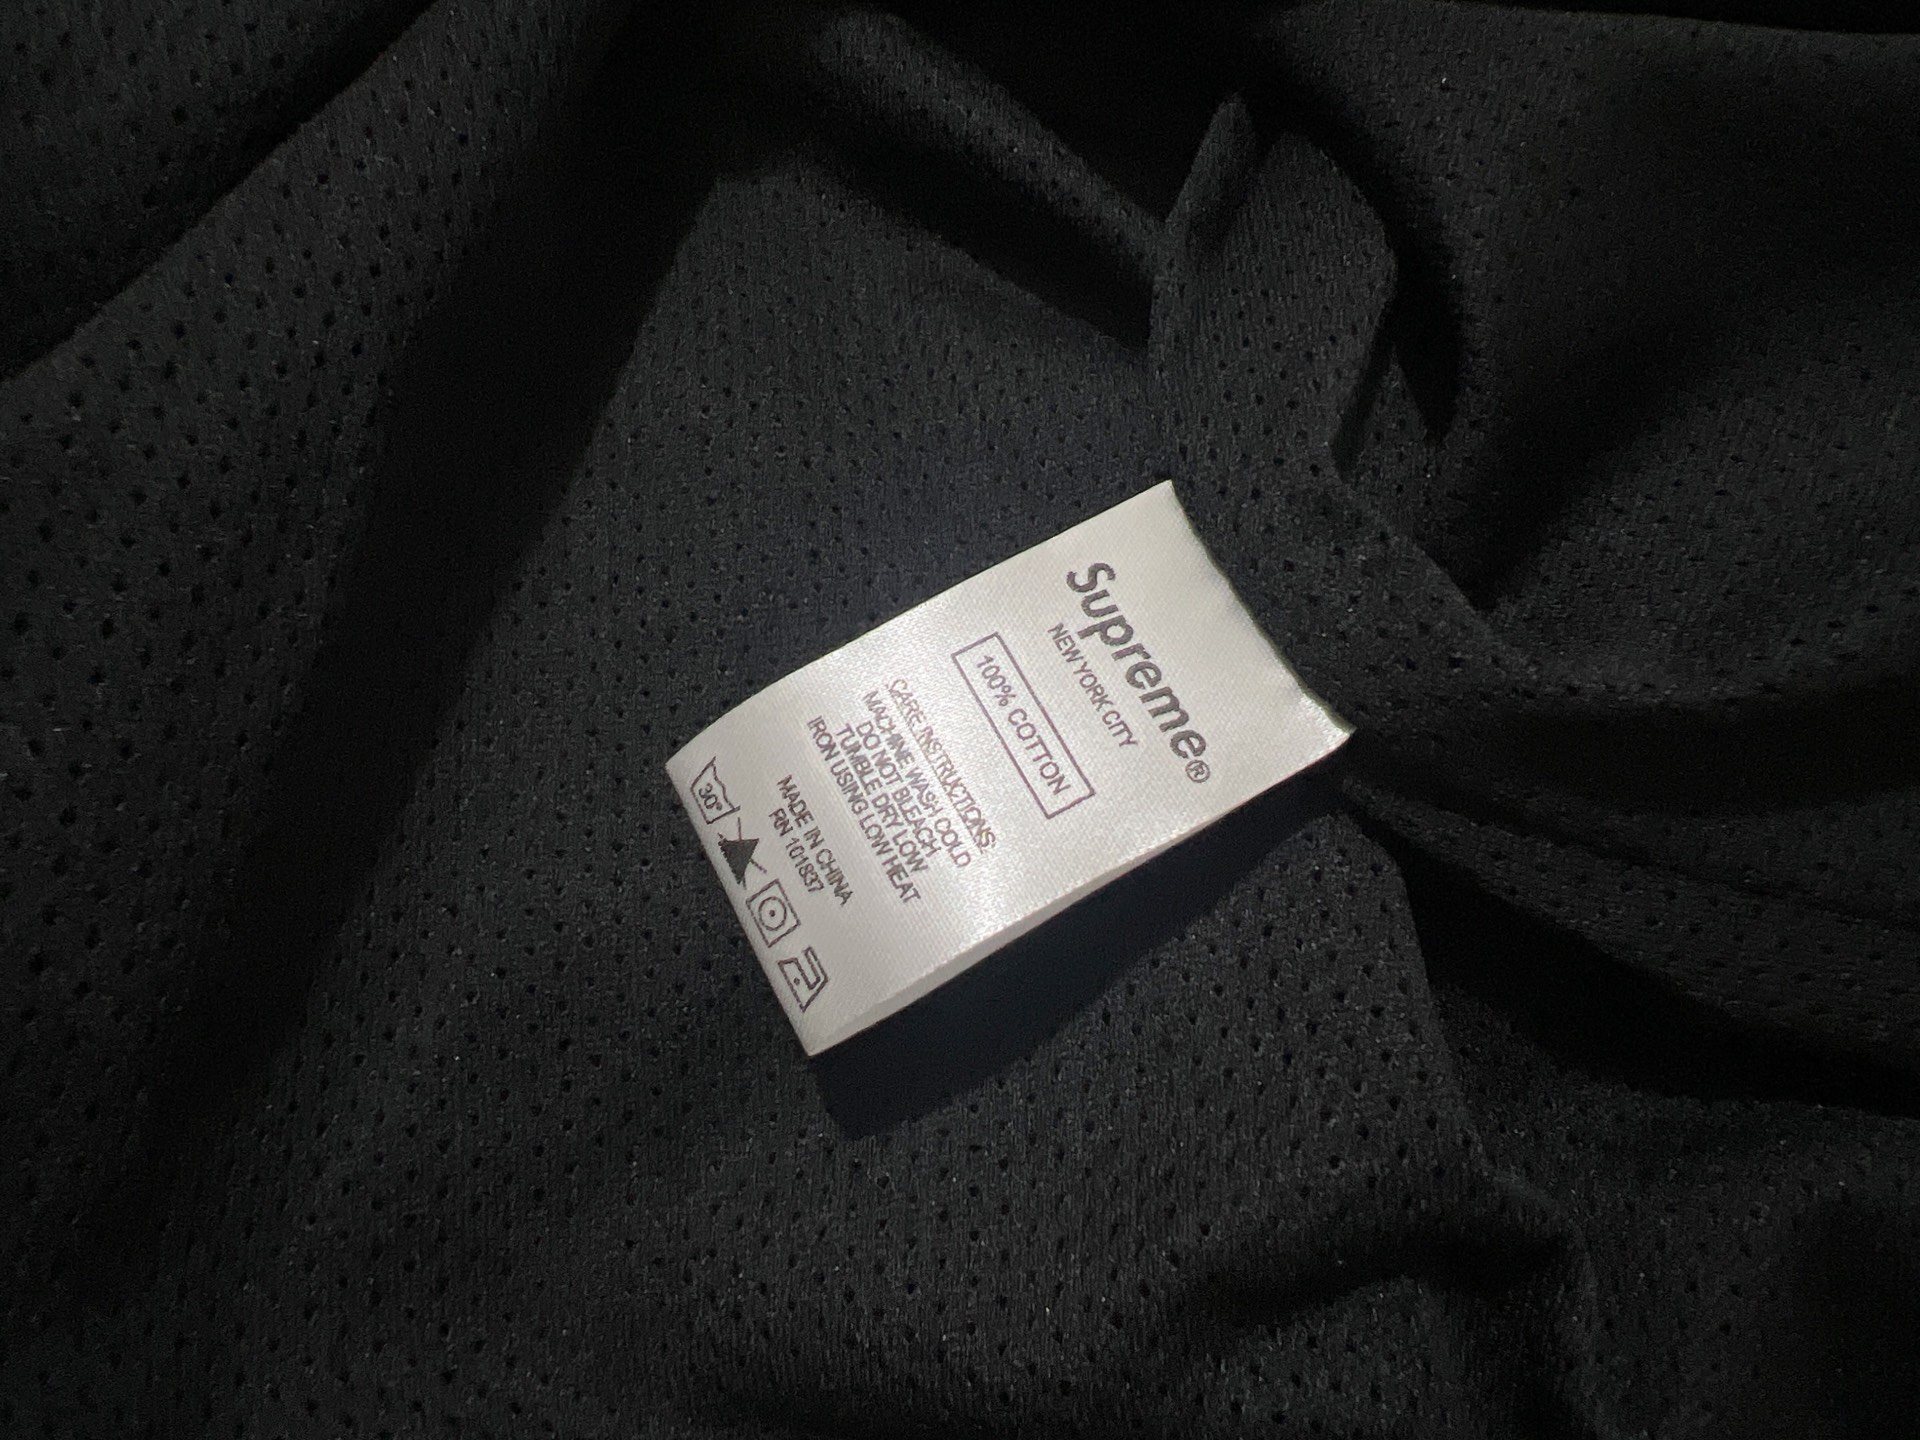 Supreme®
NEW YORK CITY
100% COTTON
CARE INSTRUCTIONS:
MACHINE WASH COLD
DO NOT BLEACH
TUMBLE DRY LOW
IRON USING LOW HEAT
MADE IN CHINA
RN 101837
30°